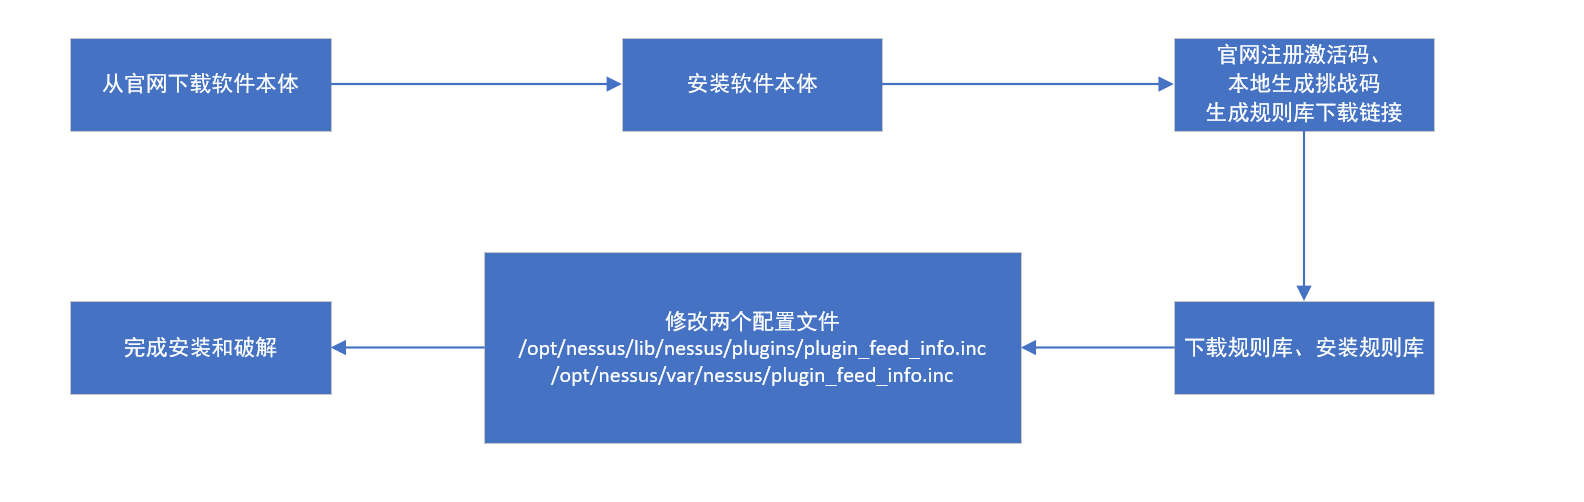 从官网下载软件本体
安装软件本体
官网注册激活码、
本地生成挑战码
生成规则库下载链接
下载规则库、安装规则库
修改两个配置文件
/opt/nessus/lib/nessus/plugins/plugin_feed_info.inc
/opt/nessus/var/nessus/plugin_feed_info.inc
完成安装和破解